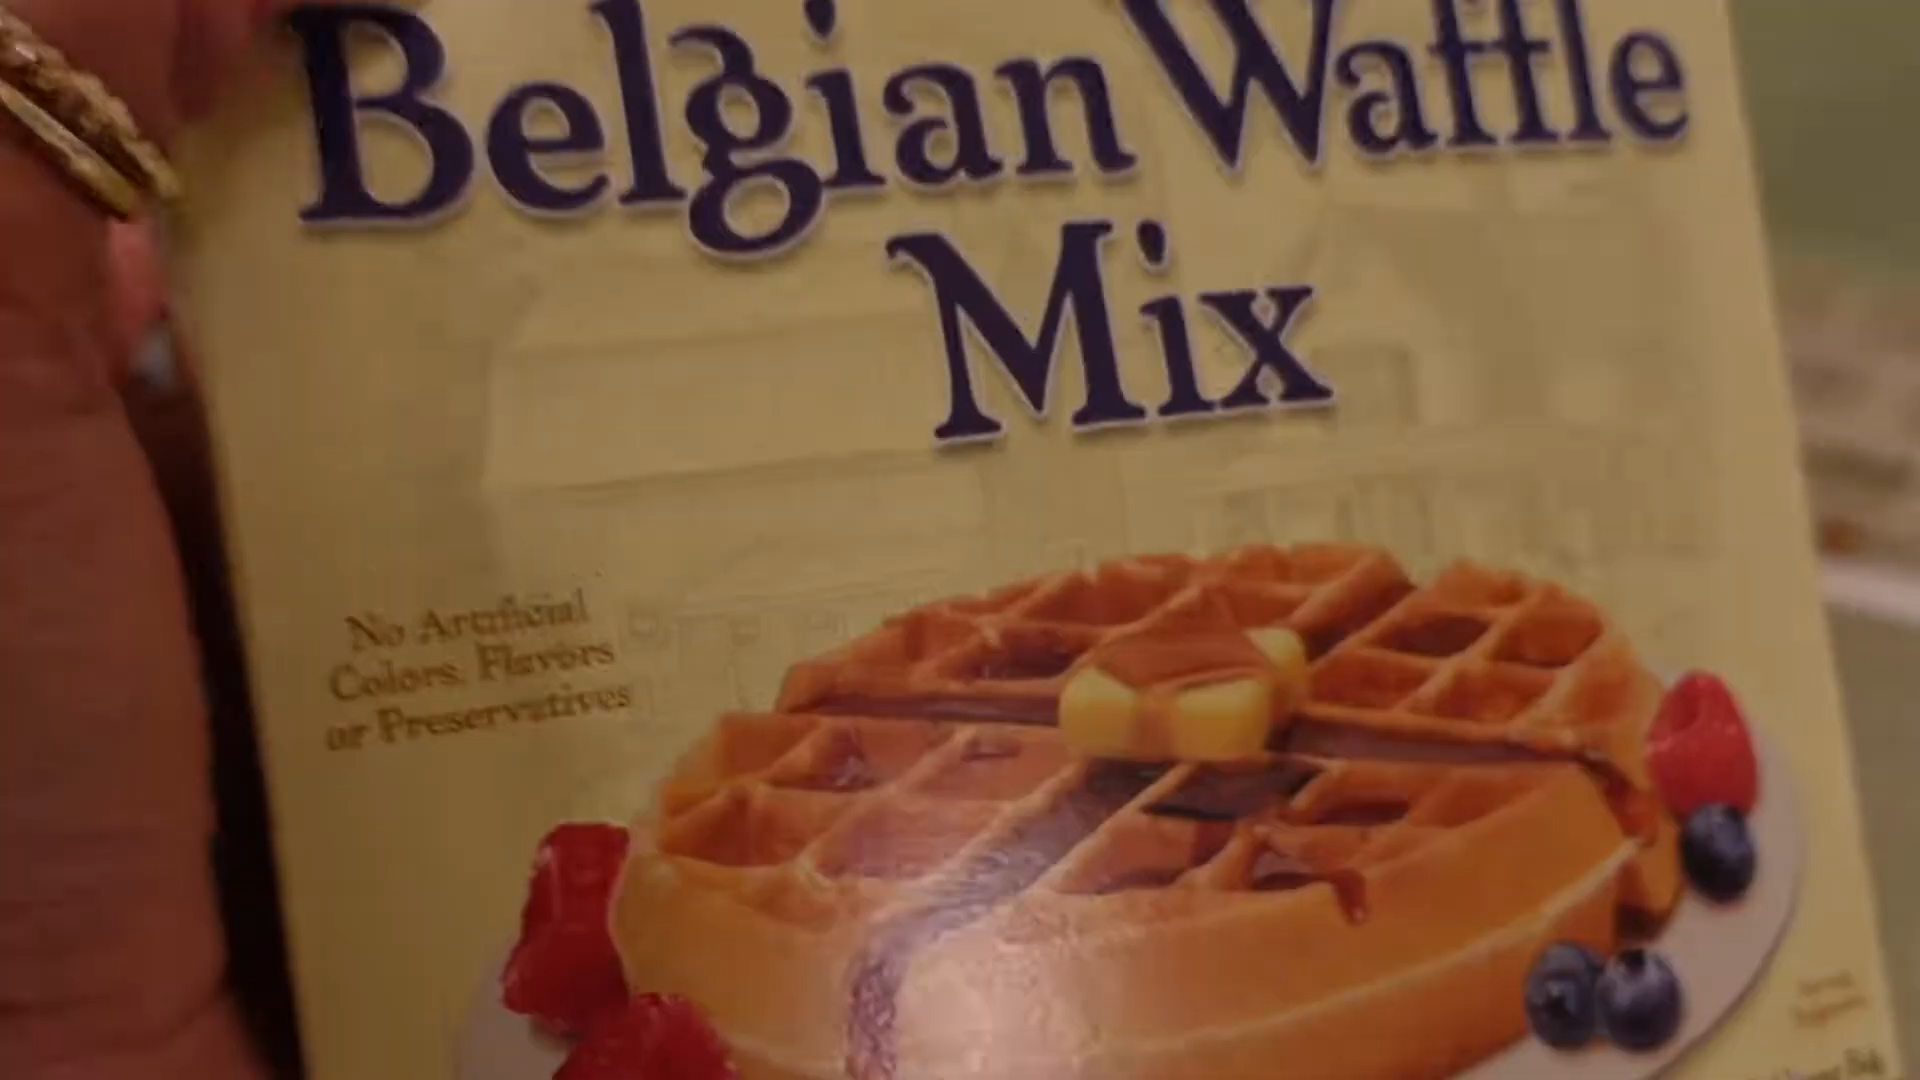 Belgian Waffle
Mix
No Artificial
Colors, Flavors
or Preservatives